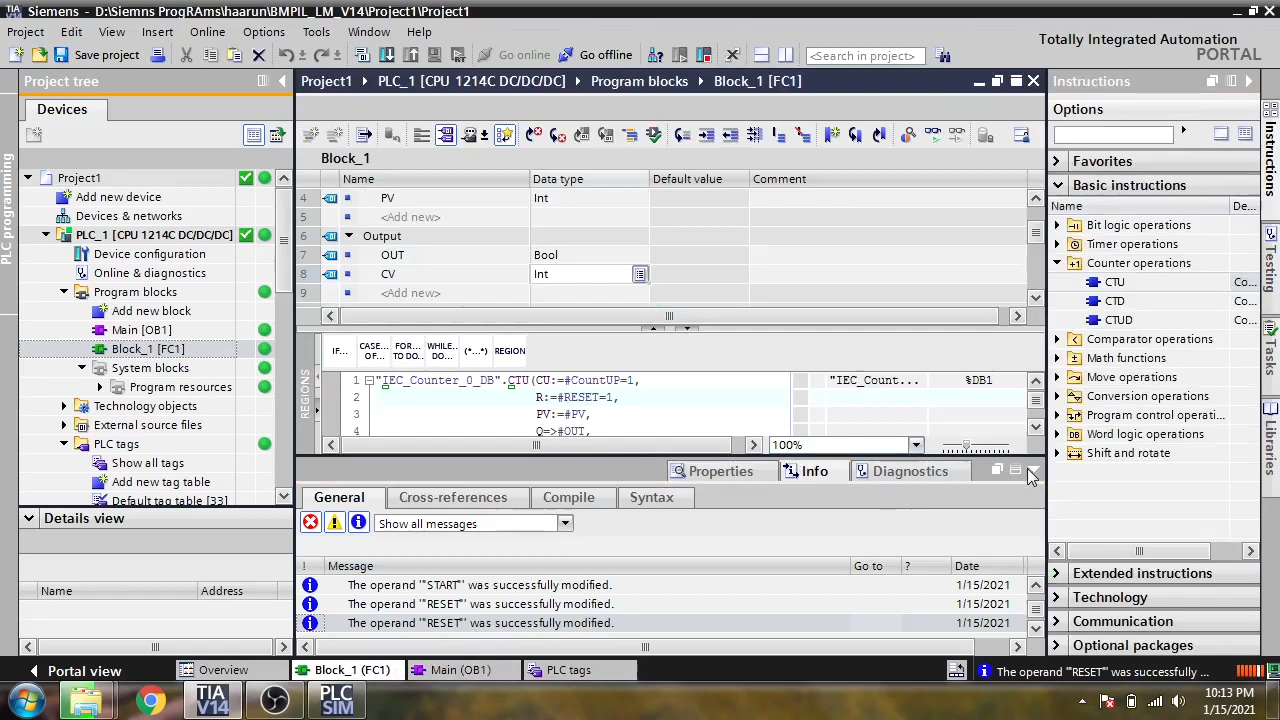 TIA V14 Siemens - D:\Siemns ProgRAms\haarun\BMPIL_LM_V14\Project1\Project1
Project Edit View Insert Online Options Tools Window Help
Totally Integrated Automation
PORTAL
Save project
Go online
Go offline
<Search in project>
Project tree
Project1 PLC_1 [CPU 1214C DC/DC/DC] Program blocks Block_1 [FC1]
Instructions
Devices
Options
PLC programming
Project1
Add new device
Devices & networks
PLC_1 [CPU 1214C DC/DC/DC]
Device configuration
Online & diagnostics
Program blocks
Add new block
Main [OB1]
Block_1 [FC1]
System blocks
Program resources
Technology objects
External source files
PLC tags
Show all tags
Add new tag table
Default tag table [33]
Details view
Name Address
Block_1
Name Data type Default value Comment
4 PV Int
5 <Add new>
6 Output
7 OUT Bool
8 CV Int
9 <Add new>
IF... CASE... OF... FOR... TO DO... WHILE... DO... (*...*) REGION
REGIONS
1 "IEC_Counter_0_DB".CTU(CU:=#CountUP=1, "IEC_Count... %DB1
2 R:=#RESET=1,
3 PV:=#PV,
4 Q=>#OUT,
100%
Properties Info Diagnostics
General Cross-references Compile Syntax
Show all messages
! Message Go to ? Date
The operand '"START"' was successfully modified. 1/15/2021
The operand '"RESET"' was successfully modified. 1/15/2021
The operand '"RESET"' was successfully modified. 1/15/2021
Favorites
Basic instructions
Name De...
Bit logic operations
Timer operations
Counter operations
CTU Co...
CTD Co...
CTUD Co...
Comparator operations
Math functions
Move operations
Conversion operations
Program control operati...
Word logic operations
Shift and rotate
Extended instructions
Technology
Communication
Optional packages
Instructions
Testing
Tasks
Libraries
Portal view Overview Block_1 (FC1) Main (OB1) PLC tags
The operand '"RESET"' was successfully ...
TIA V14
PLC SIM
10:13 PM
1/15/2021